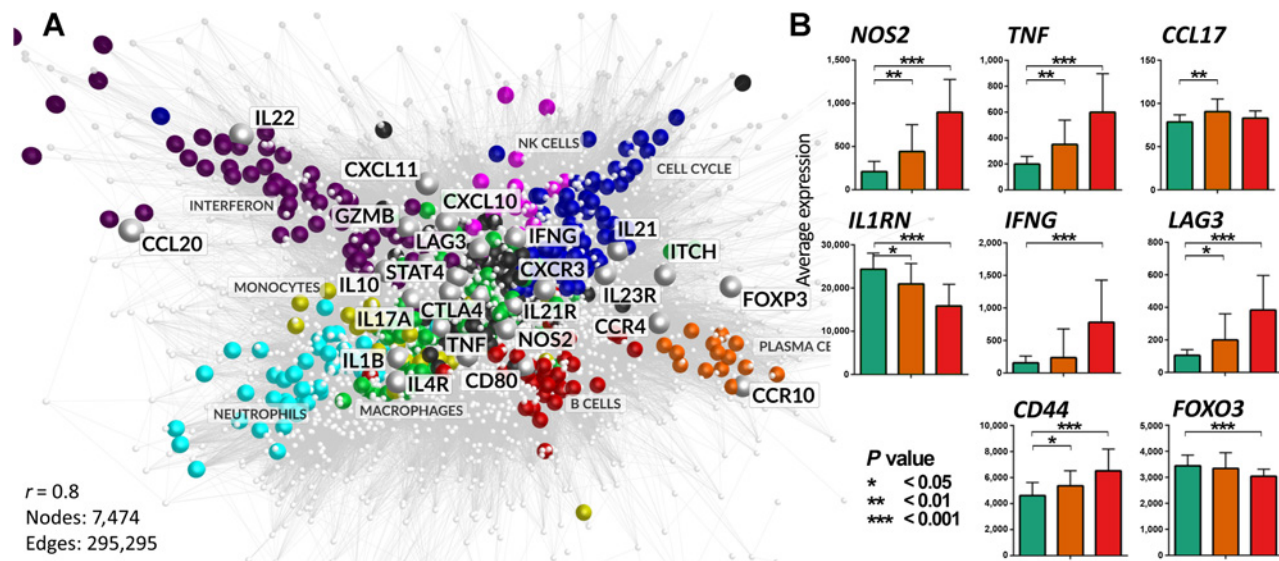 A
IL22
NK CELLS
CXCL11
CELL CYCLE
INTERFERON
GZMB
CXCL10
CCL20
LAG3
IFNG
IL21
ITCH
STAT4
CXCR3
IL10
MONOCYTES
IL23R
FOXP3
IL17A
CTLA4
IL21R
CCR4
TNF
NOS2
PLASMA CE
IL1B
IL4R
CD80
CCR10
NEUTROPHILS
MACROPHAGES
B CELLS
r = 0.8
Nodes: 7,474
Edges: 295,295
B
Average expression
NOS2
1,500
1,000
500
0
** ***
TNF
1,000
800
600
400
200
0
** ***
CCL17
150
100
50
0
**
IL1RN
30,000
20,000
10,000
0
* ***
IFNG
2,000
1,500
1,000
500
0
***
LAG3
800
600
400
200
0
* ***
CD44
10,000
8,000
6,000
4,000
2,000
0
* ***
FOXO3
5,000
4,000
3,000
2,000
1,000
0
***
P value
* < 0.05
** < 0.01
*** < 0.001